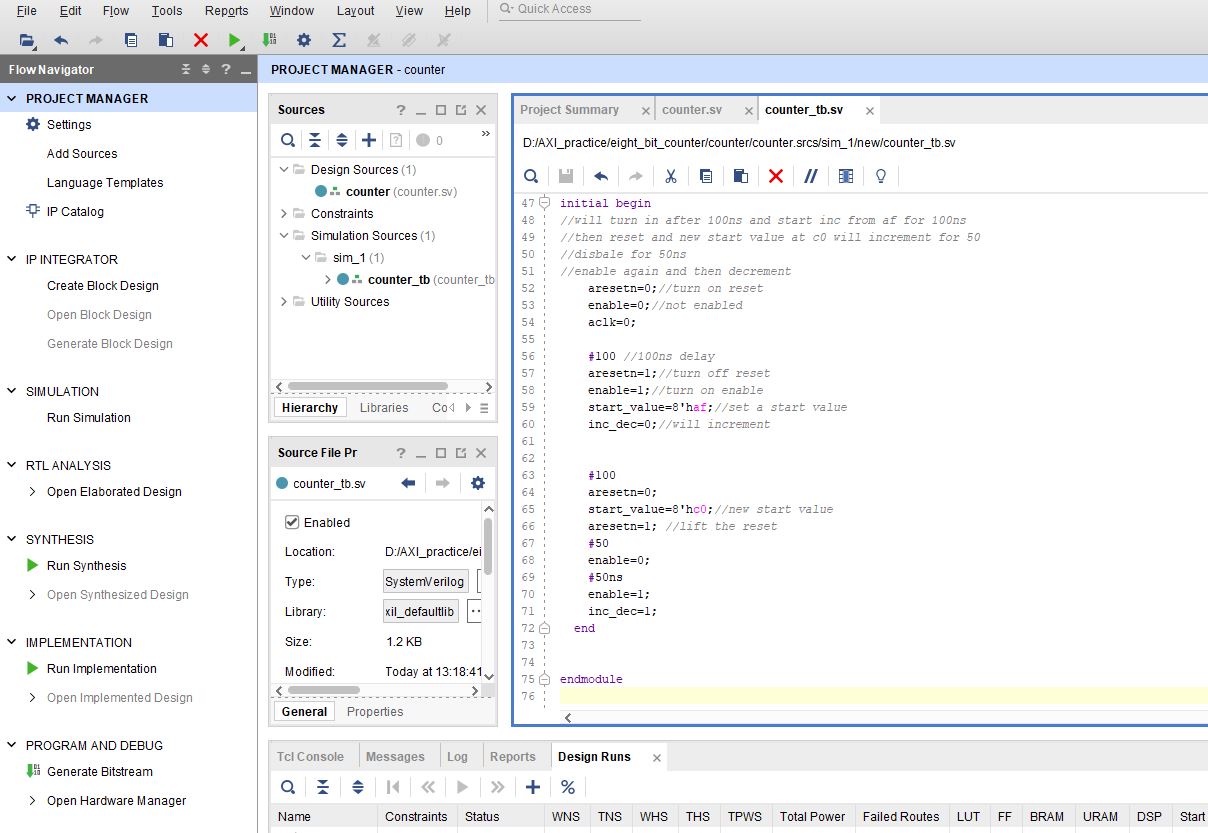 File Edit Flow Tools Reports Window Layout View Help Quick Access
Flow Navigator
PROJECT MANAGER
Settings
Add Sources
Language Templates
IP Catalog
IP INTEGRATOR
Create Block Design
Open Block Design
Generate Block Design
SIMULATION
Run Simulation
RTL ANALYSIS
Open Elaborated Design
SYNTHESIS
Run Synthesis
Open Synthesized Design
IMPLEMENTATION
Run Implementation
Open Implemented Design
PROGRAM AND DEBUG
Generate Bitstream
Open Hardware Manager
PROJECT MANAGER - counter
Sources
0
Design Sources (1)
counter (counter.sv)
Constraints
Simulation Sources (1)
sim_1 (1)
counter_tb (counter_tb
Utility Sources
Hierarchy Libraries Co
Source File Pr
counter_tb.sv
Enabled
Location: D:/AXI_practice/ei
Type: SystemVerilog
Library: xil_defaultlib
Size: 1.2 KB
Modified: Today at 13:18:41
General Properties
Project Summary counter.sv counter_tb.sv
D:/AXI_practice/eight_bit_counter/counter/counter.srcs/sim_1/new/counter_tb.sv
47 initial begin
48 //will turn in after 100ns and start inc from af for 100ns
49 //then reset and new start value at c0 will increment for 50
50 //disbale for 50ns
51 //enable again and then decrement
52 aresetn=0;//turn on reset
53 enable=0;//not enabled
54 aclk=0;
55
56 #100 //100ns delay
57 aresetn=1;//turn off reset
58 enable=1;//turn on enable
59 start_value=8'haf;//set a start value
60 inc_dec=0;//will increment
61
62
63 #100
64 aresetn=0;
65 start_value=8'hc0;//new start value
66 aresetn=1; //lift the reset
67 #50
68 enable=0;
69 #50ns
70 enable=1;
71 inc_dec=1;
72 end
73
74
75 endmodule
76
Tcl Console Messages Log Reports Design Runs
Name Constraints Status WNS TNS WHS THS TPWS Total Power Failed Routes LUT FF BRAM URAM DSP Start